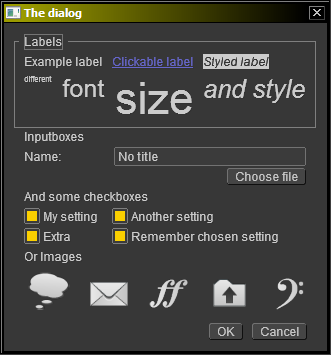 The dialog
Labels
Example label Clickable label Styled label
different font size and style
Inputboxes
Name: No title
Choose file
And some checkboxes
My setting Another setting
Extra Remember chosen setting
Or Images
ff
OK Cancel